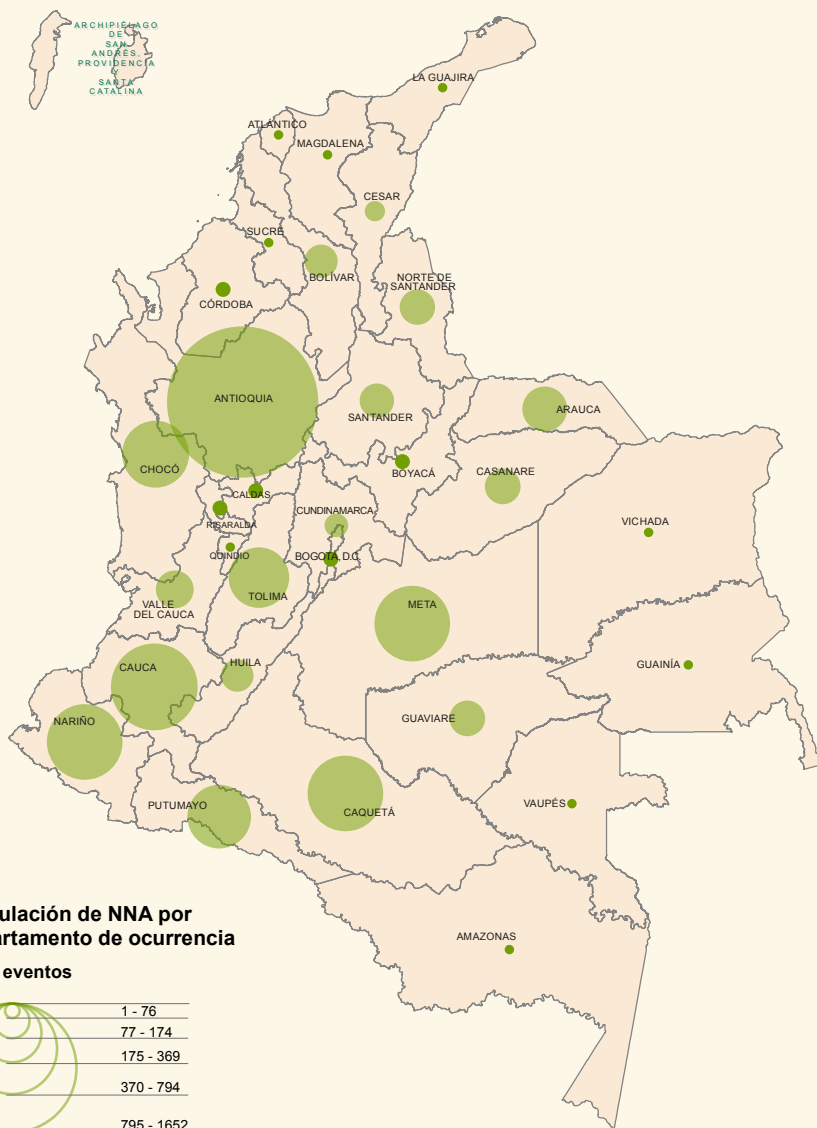 ARCHIPIÉLAGO
DE
SAN
ANDRÉS,
PROVIDENCIA
Y
SANTA
CATALINA
LA GUAJIRA
ATLÁNTICO
MAGDALENA
CESAR
SUCRE
BOLÍVAR
NORTE DE
SANTANDER
CÓRDOBA
ANTIOQUIA
SANTANDER
ARAUCA
CHOCÓ
BOYACÁ
CASANARE
CALDAS
CUNDINAMARCA
RISARALDA
VICHADA
QUINDIO
BOGOTÁ, D.C.
TOLIMA
VALLE
DEL CAUCA
META
CAUCA
HUILA
GUAINÍA
NARIÑO
GUAVIARE
PUTUMAYO
CAQUETÁ
VAUPÉS
AMAZONAS
ulación de NNA por
artamento de ocurrencia
eventos
1 - 76
77 - 174
175 - 369
370 - 794
795 - 1652